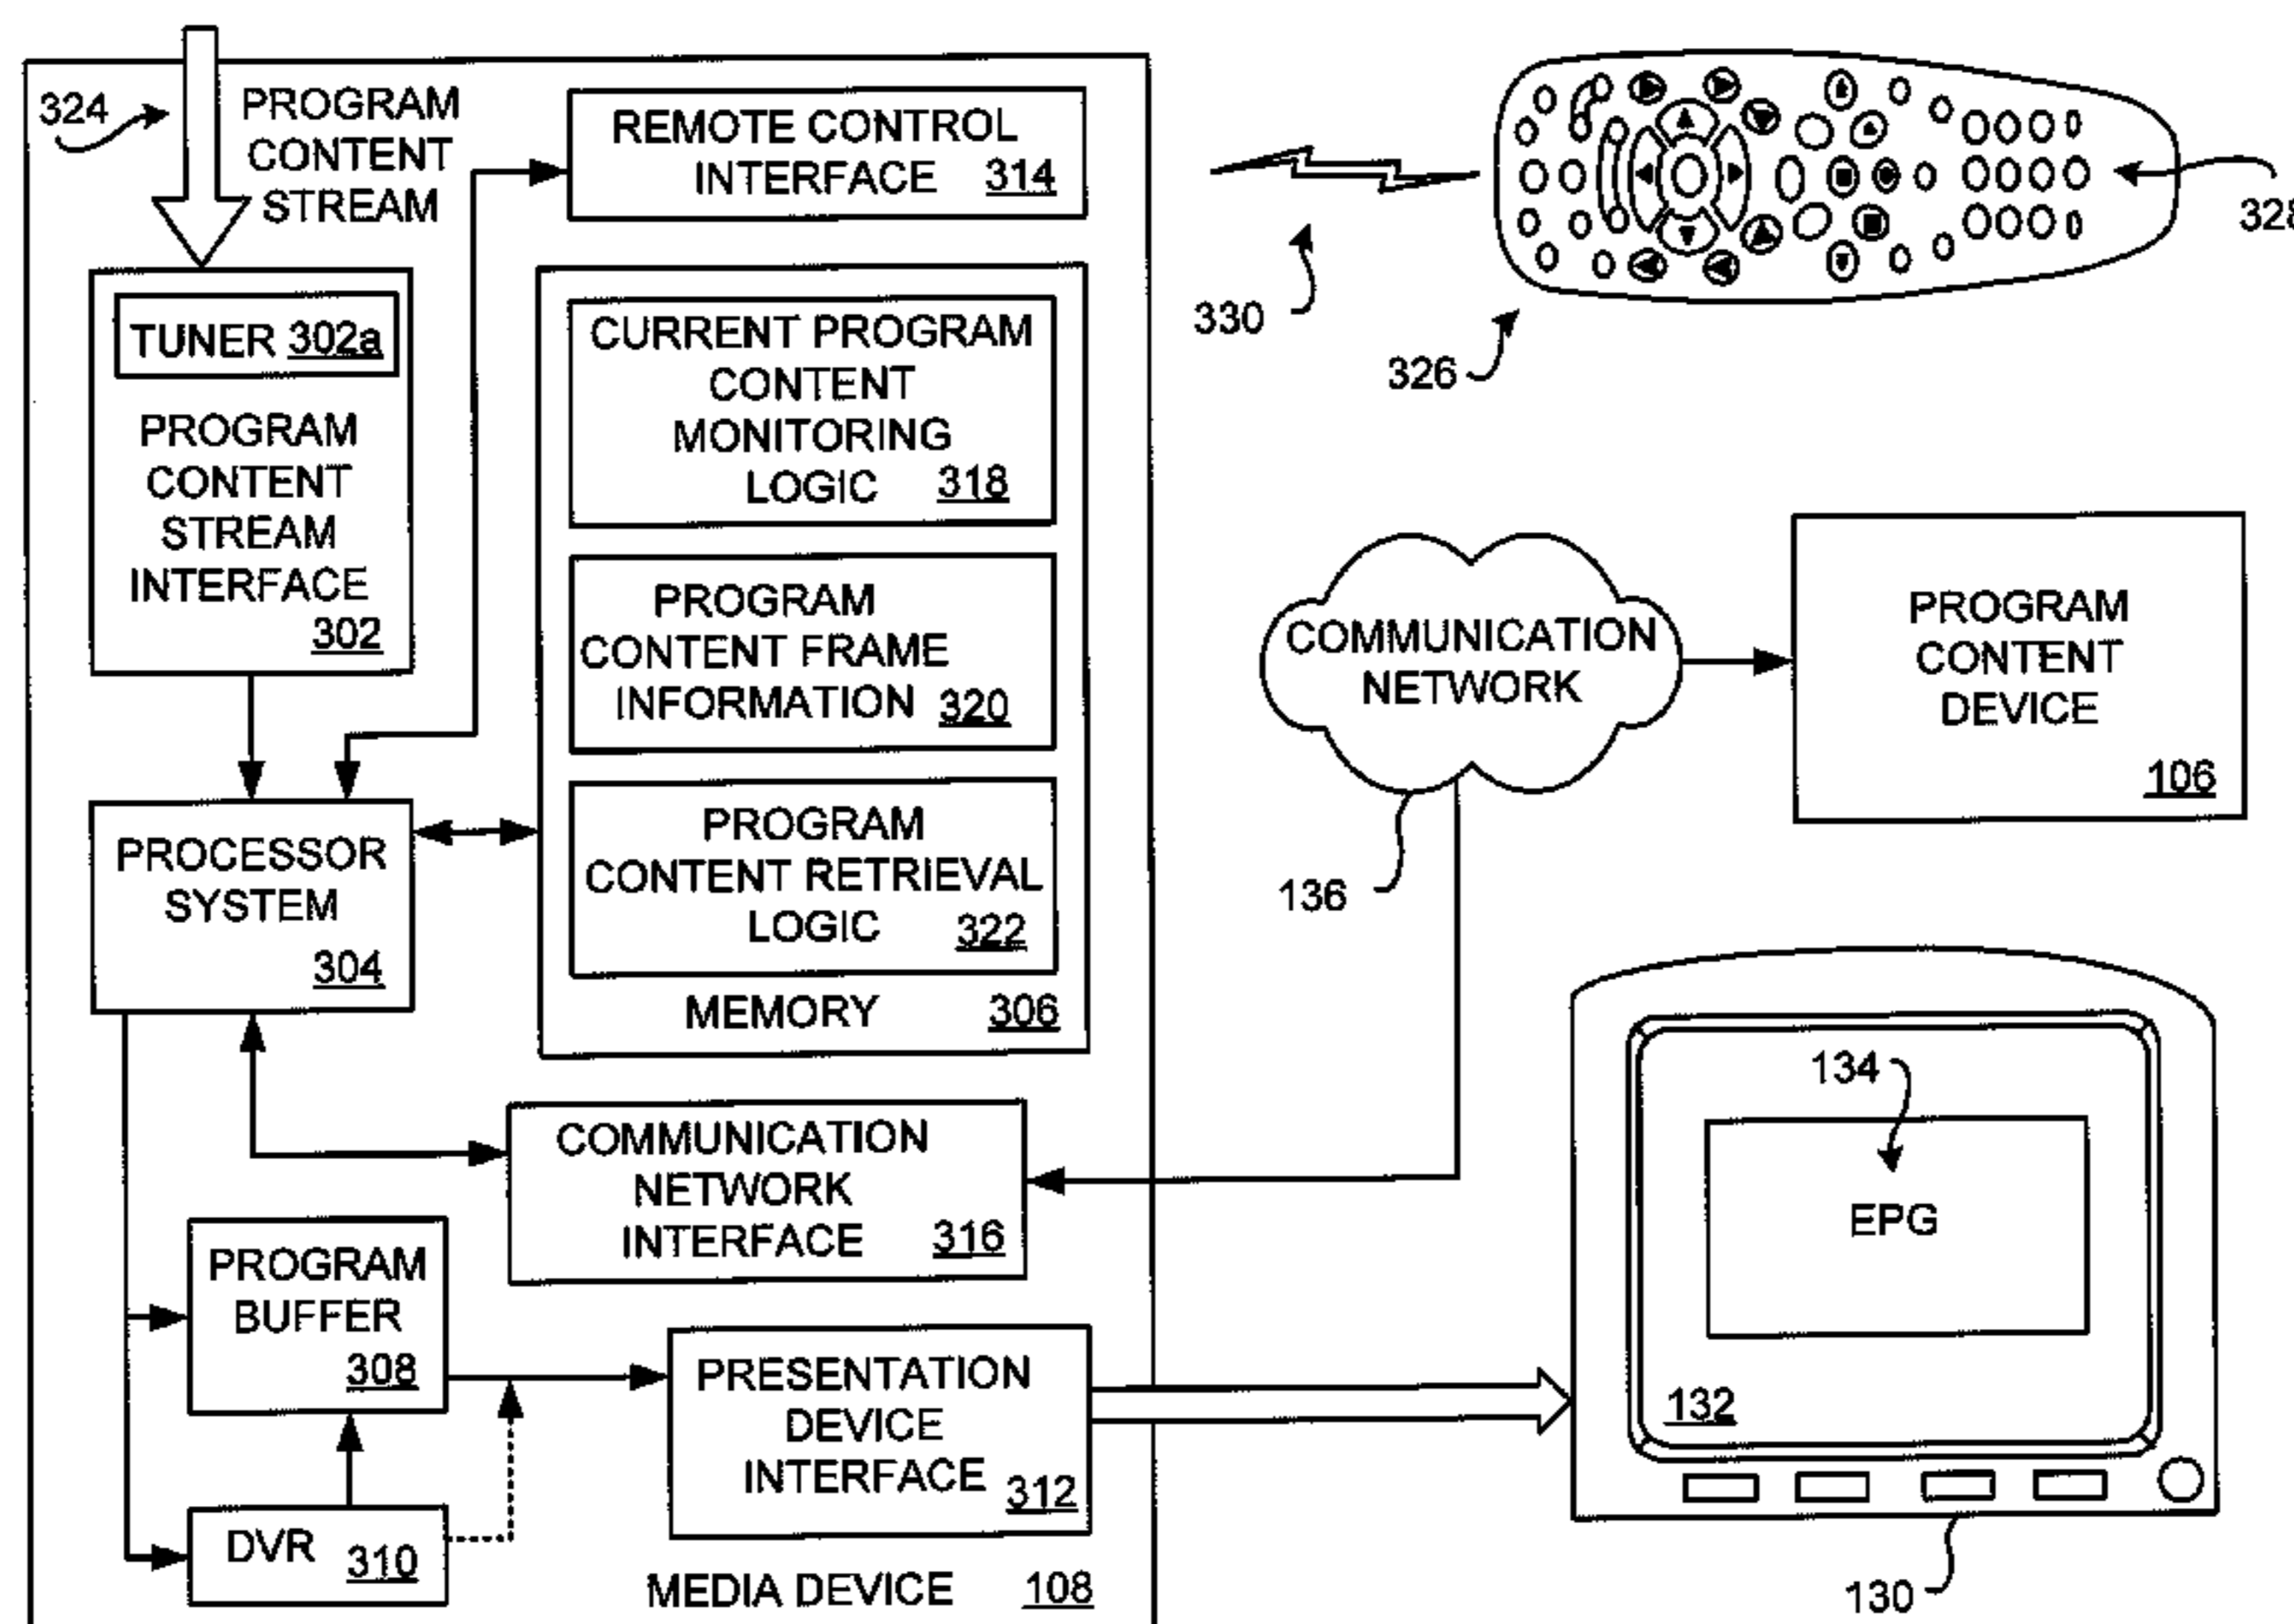 324
PROGRAM
CONTENT
STREAM
TUNER 302a
PROGRAM
CONTENT
STREAM
INTERFACE
302
REMOTE CONTROL
INTERFACE 314
CURRENT PROGRAM
CONTENT
MONITORING
LOGIC 318
PROGRAM
CONTENT FRAME
INFORMATION 320
PROGRAM
CONTENT RETRIEVAL
LOGIC 322
MEMORY 306
PROCESSOR
SYSTEM
304
COMMUNICATION
NETWORK
INTERFACE 316
PROGRAM
BUFFER
308
DVR 310
PRESENTATION
DEVICE
INTERFACE 312
MEDIA DEVICE 108
330
326
328
COMMUNICATION
NETWORK
136
PROGRAM
CONTENT
DEVICE
106
134
EPG
132
130